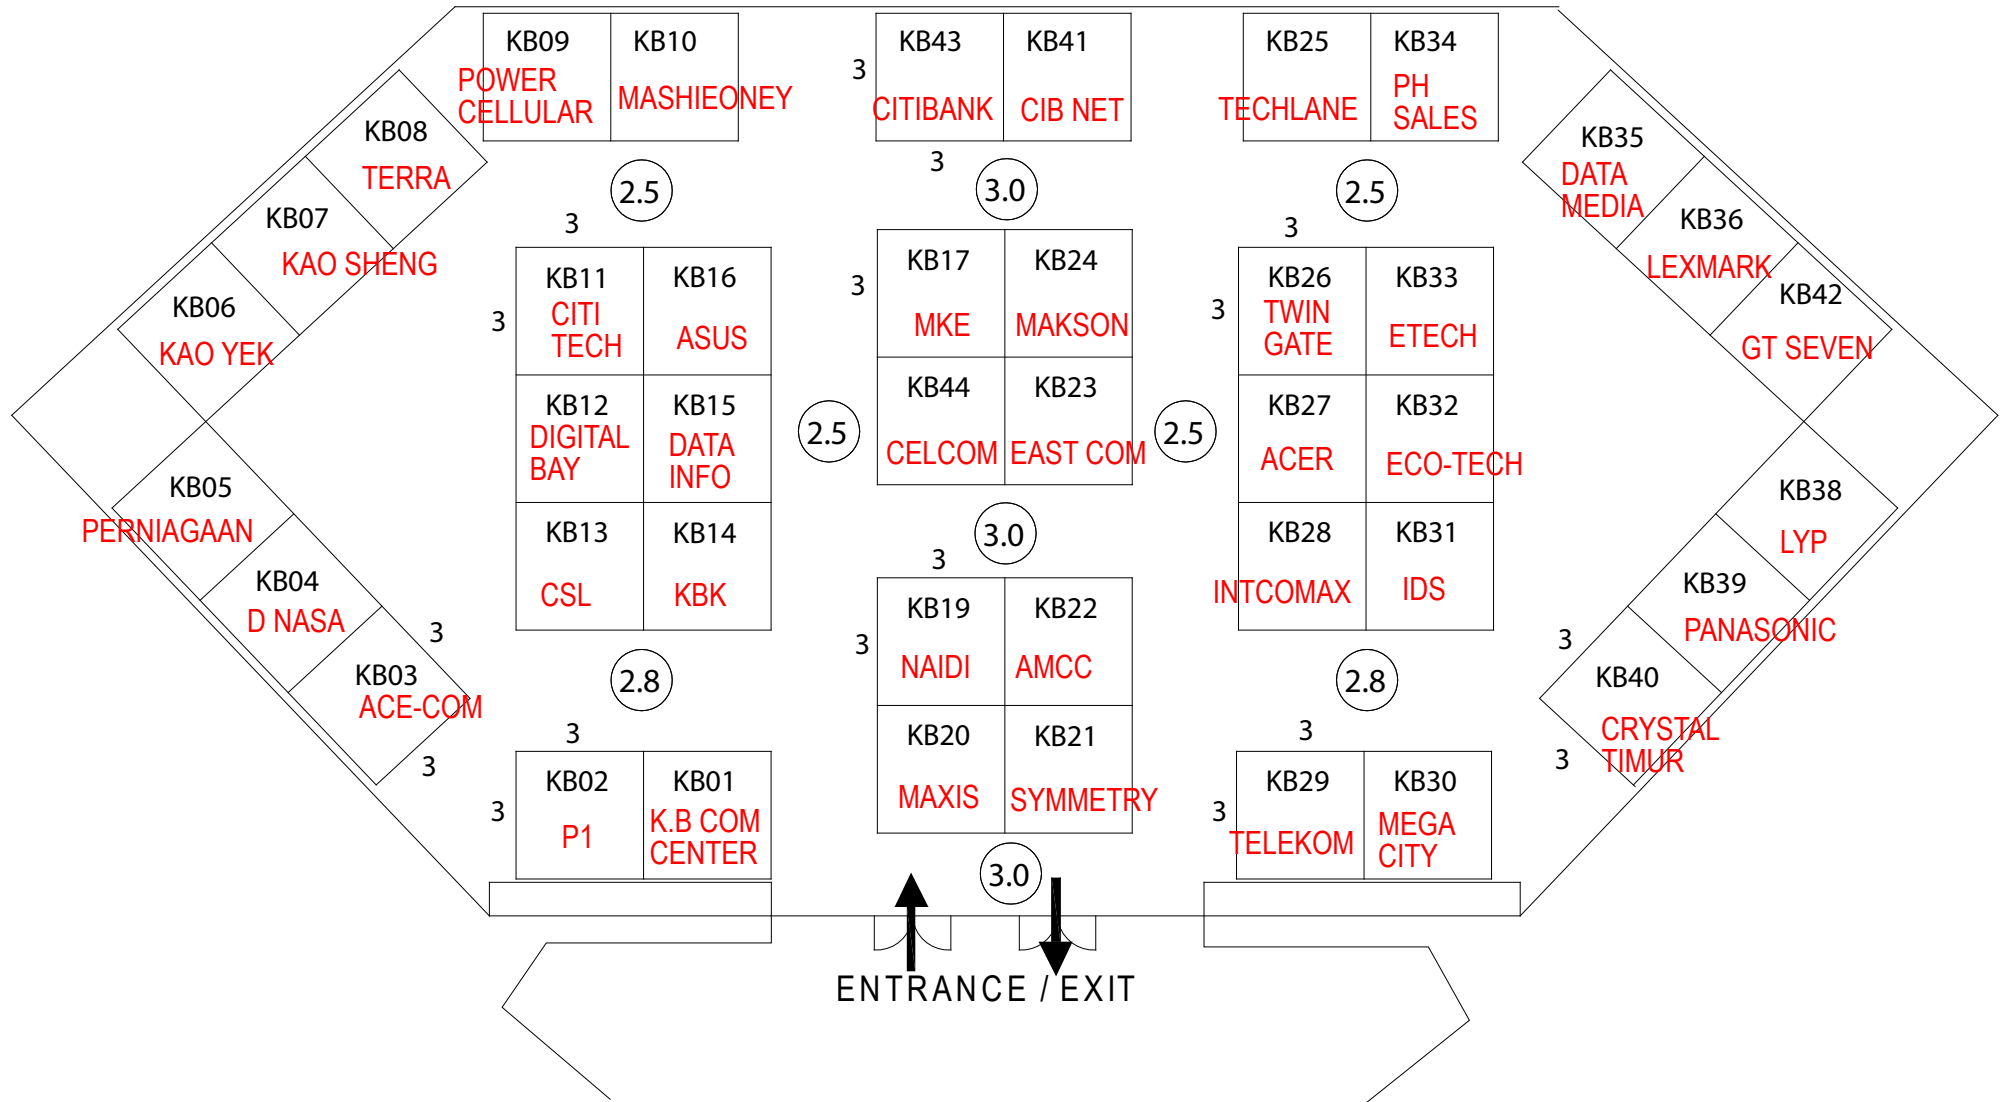 KB09
POWER
CELLULAR
KB10
MASHIEONEY
KB43
CITIBANK
KB41
CIB NET
KB25
TECHLANE
KB34
PH
SALES
3
3
KB08
TERRA
KB07
KAO SHENG
KB06
KAO YEK
2.5
3.0
2.5
KB35
DATA
MEDIA
KB36
LEXMARK
KB42
GT SEVEN
3
3
KB11
CITI
TECH
KB16
ASUS
KB12
DIGITAL
BAY
KB15
DATA
INFO
KB13
CSL
KB14
KBK
3
KB17
MKE
KB24
MAKSON
KB44
CELCOM
KB23
EAST COM
2.5
2.5
3.0
3
3
KB26
TWIN
GATE
KB33
ETECH
KB27
ACER
KB32
ECO-TECH
KB28
INTCOMAX
KB31
IDS
KB05
PERNIAGAAN
KB04
D NASA
KB03
ACE-COM
3
3
3
3
KB19
NAIDI
KB22
AMCC
KB20
MAXIS
KB21
SYMMETRY
KB38
LYP
KB39
PANASONIC
KB40
CRYSTAL
TIMUR
3
3
2.8
2.8
3
3
KB02
P1
KB01
K.B COM
CENTER
3.0
3
3
KB29
TELEKOM
KB30
MEGA
CITY
ENTRANCE / EXIT